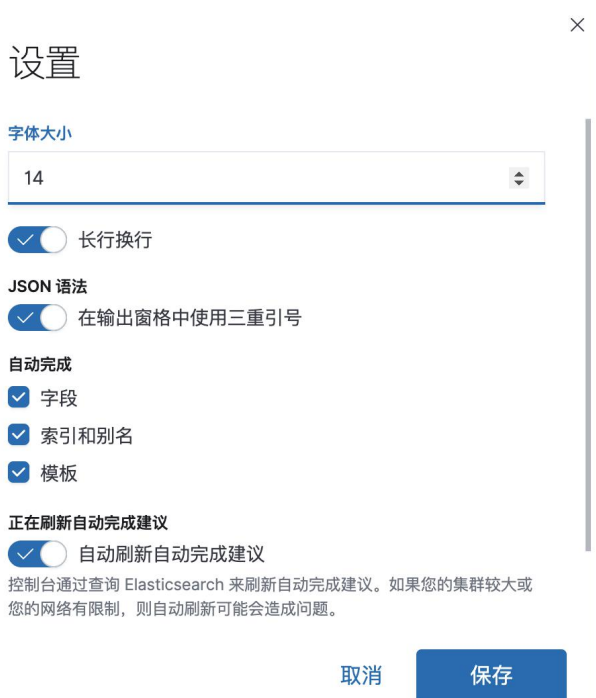 设置
字体大小
14
长行换行
JSON 语法
在输出窗格中使用三重引号
自动完成
字段
索引和别名
模板
正在刷新自动完成建议
自动刷新自动完成建议
控制台通过查询 Elasticsearch 来刷新自动完成建议。如果您的集群较大或
您的网络有限制，则自动刷新可能会造成问题。
取消 保存